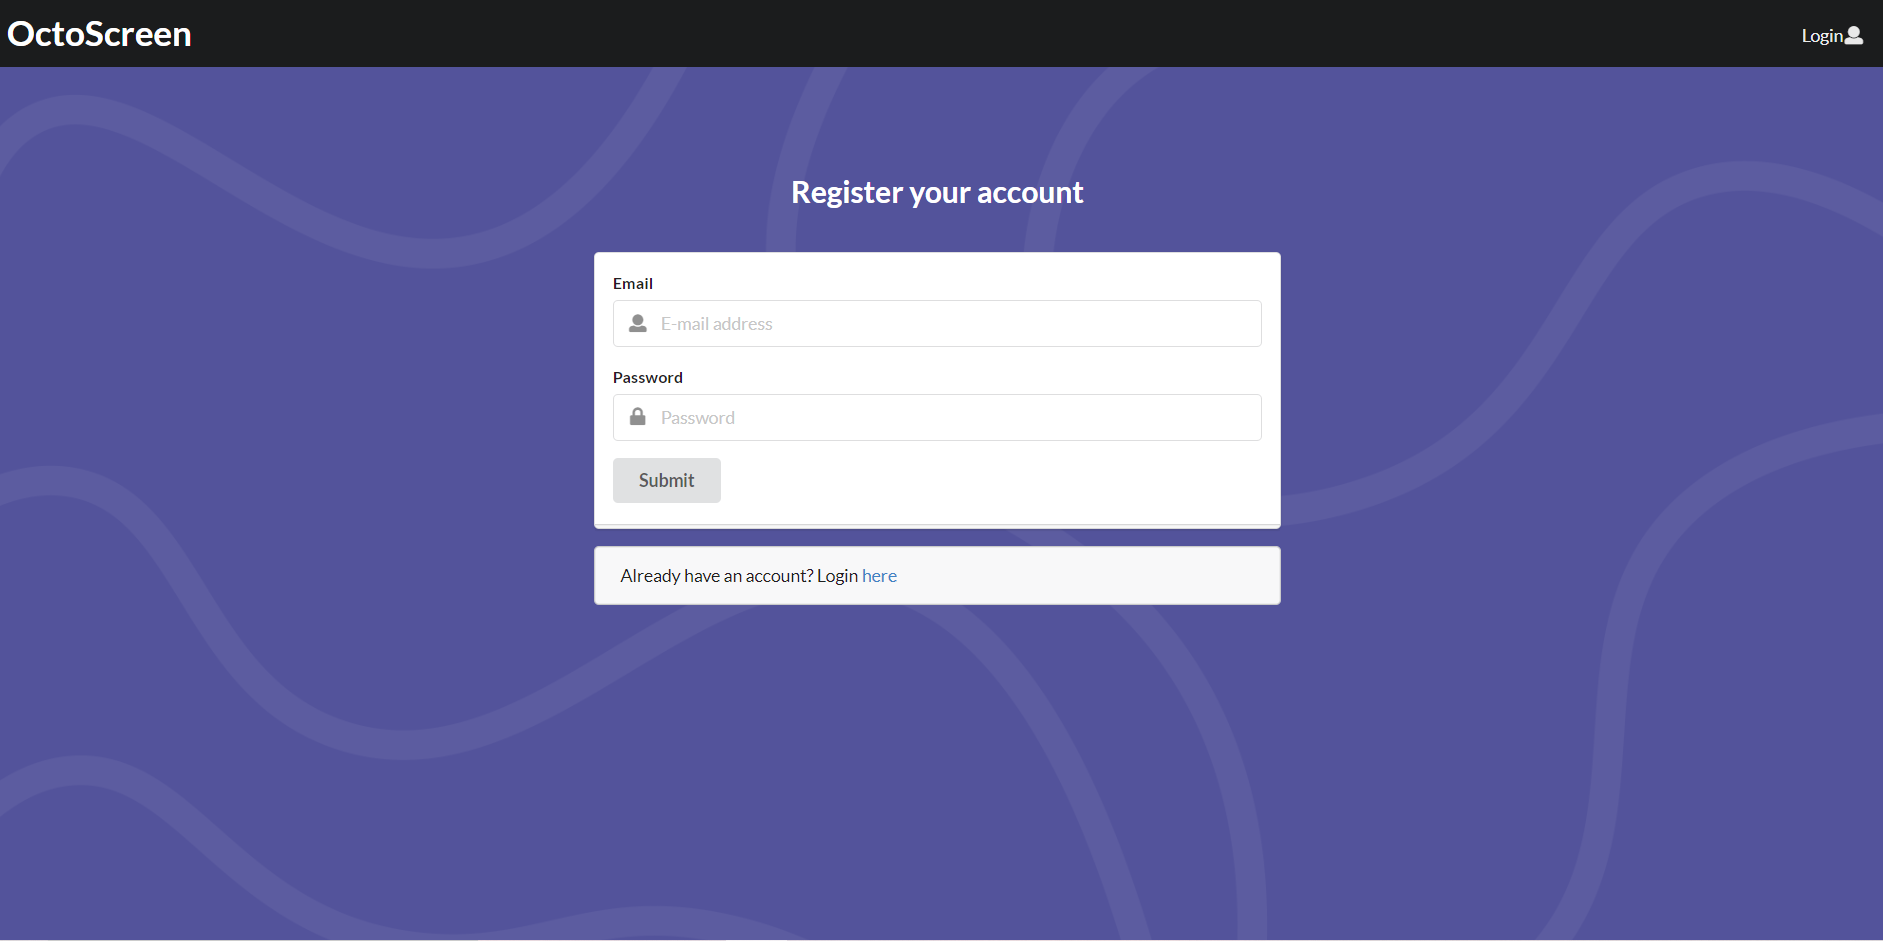 OctoScreen
Login
Register your account
Email
E-mail address
Password
Password
Submit
Already have an account? Login here